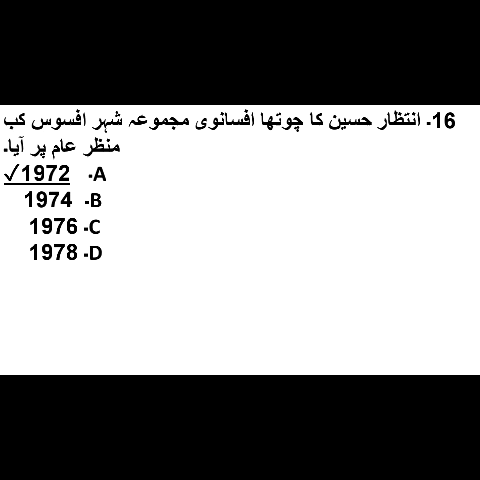 16۔ انتظار حسین کا چوتھا افسانوی مجموعہ شہر افسوس کب
منظر عام پر آیا۔
A- 1972✓
B- 1974
C- 1976
D- 1978